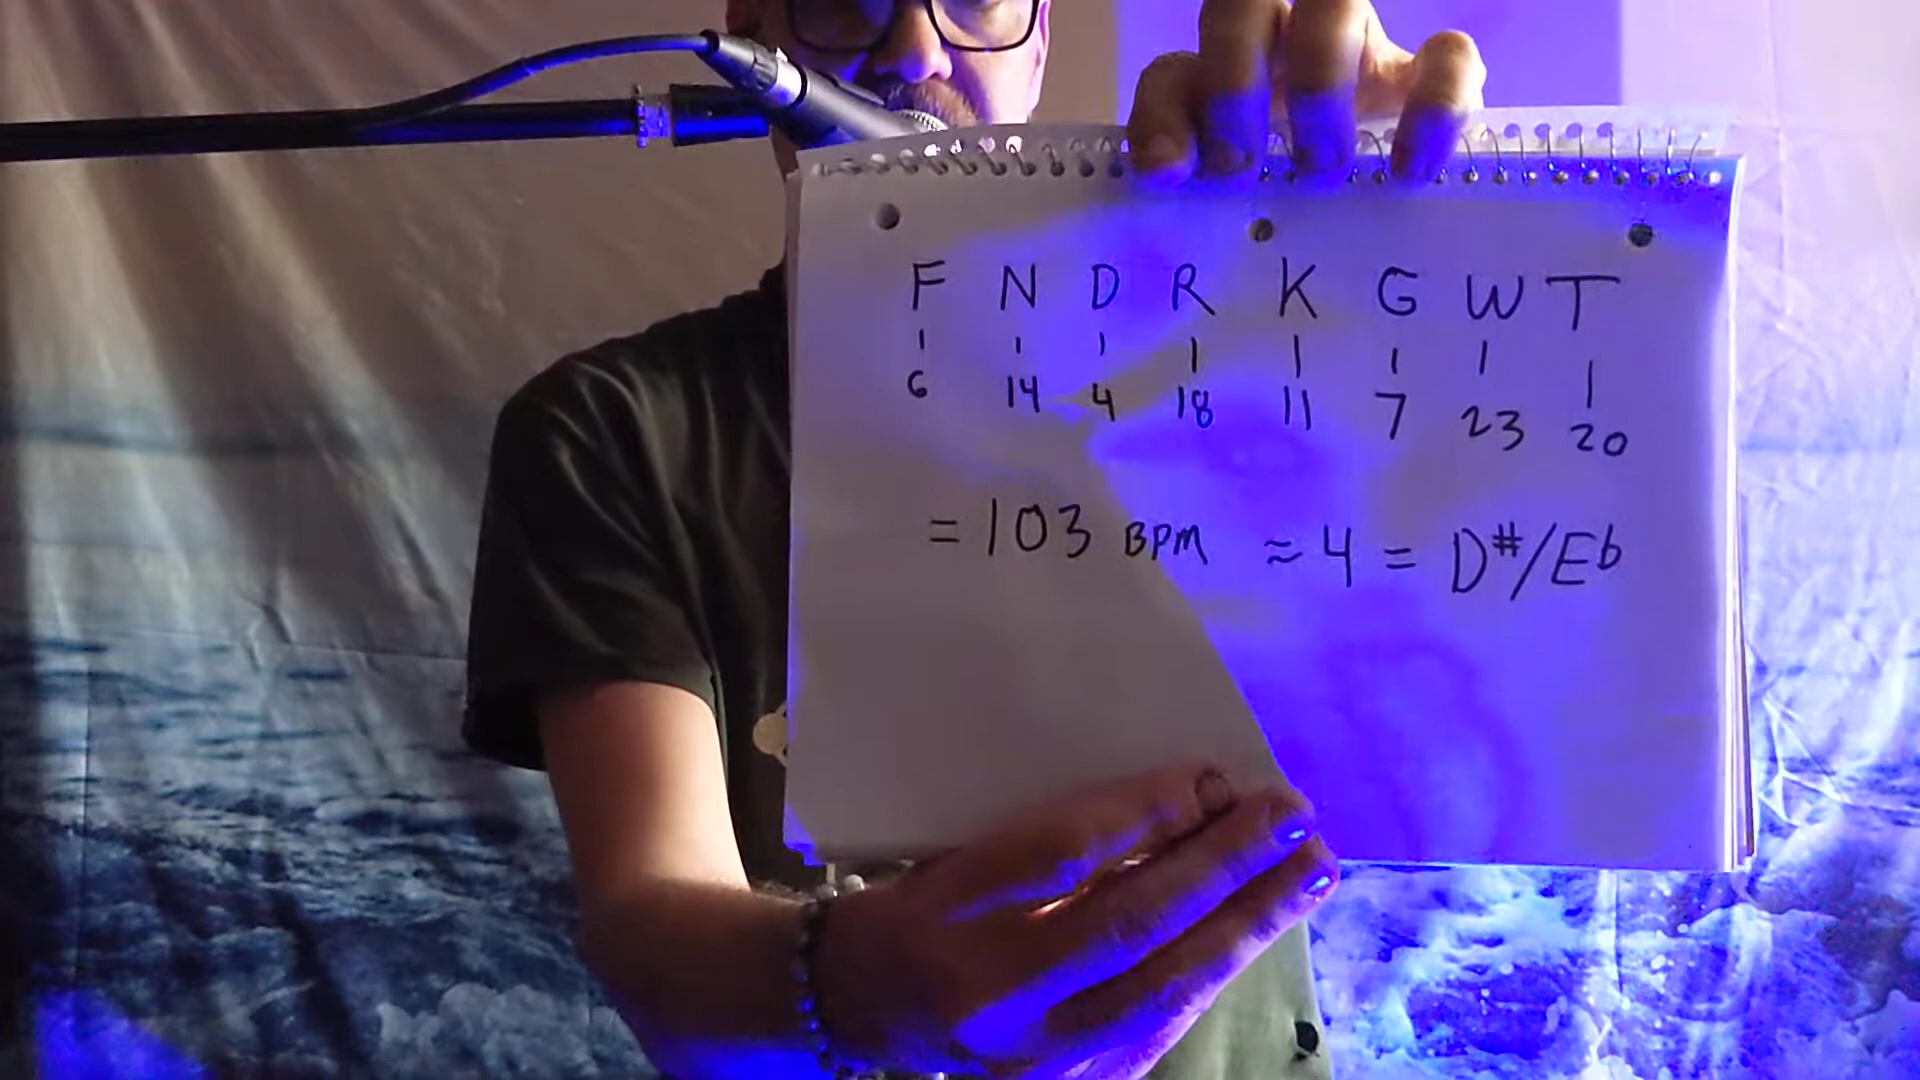 F N D R K G W T
6 14 4 18 11 7 23 20
= 103 BPM ≈ 4 = D#/Eb